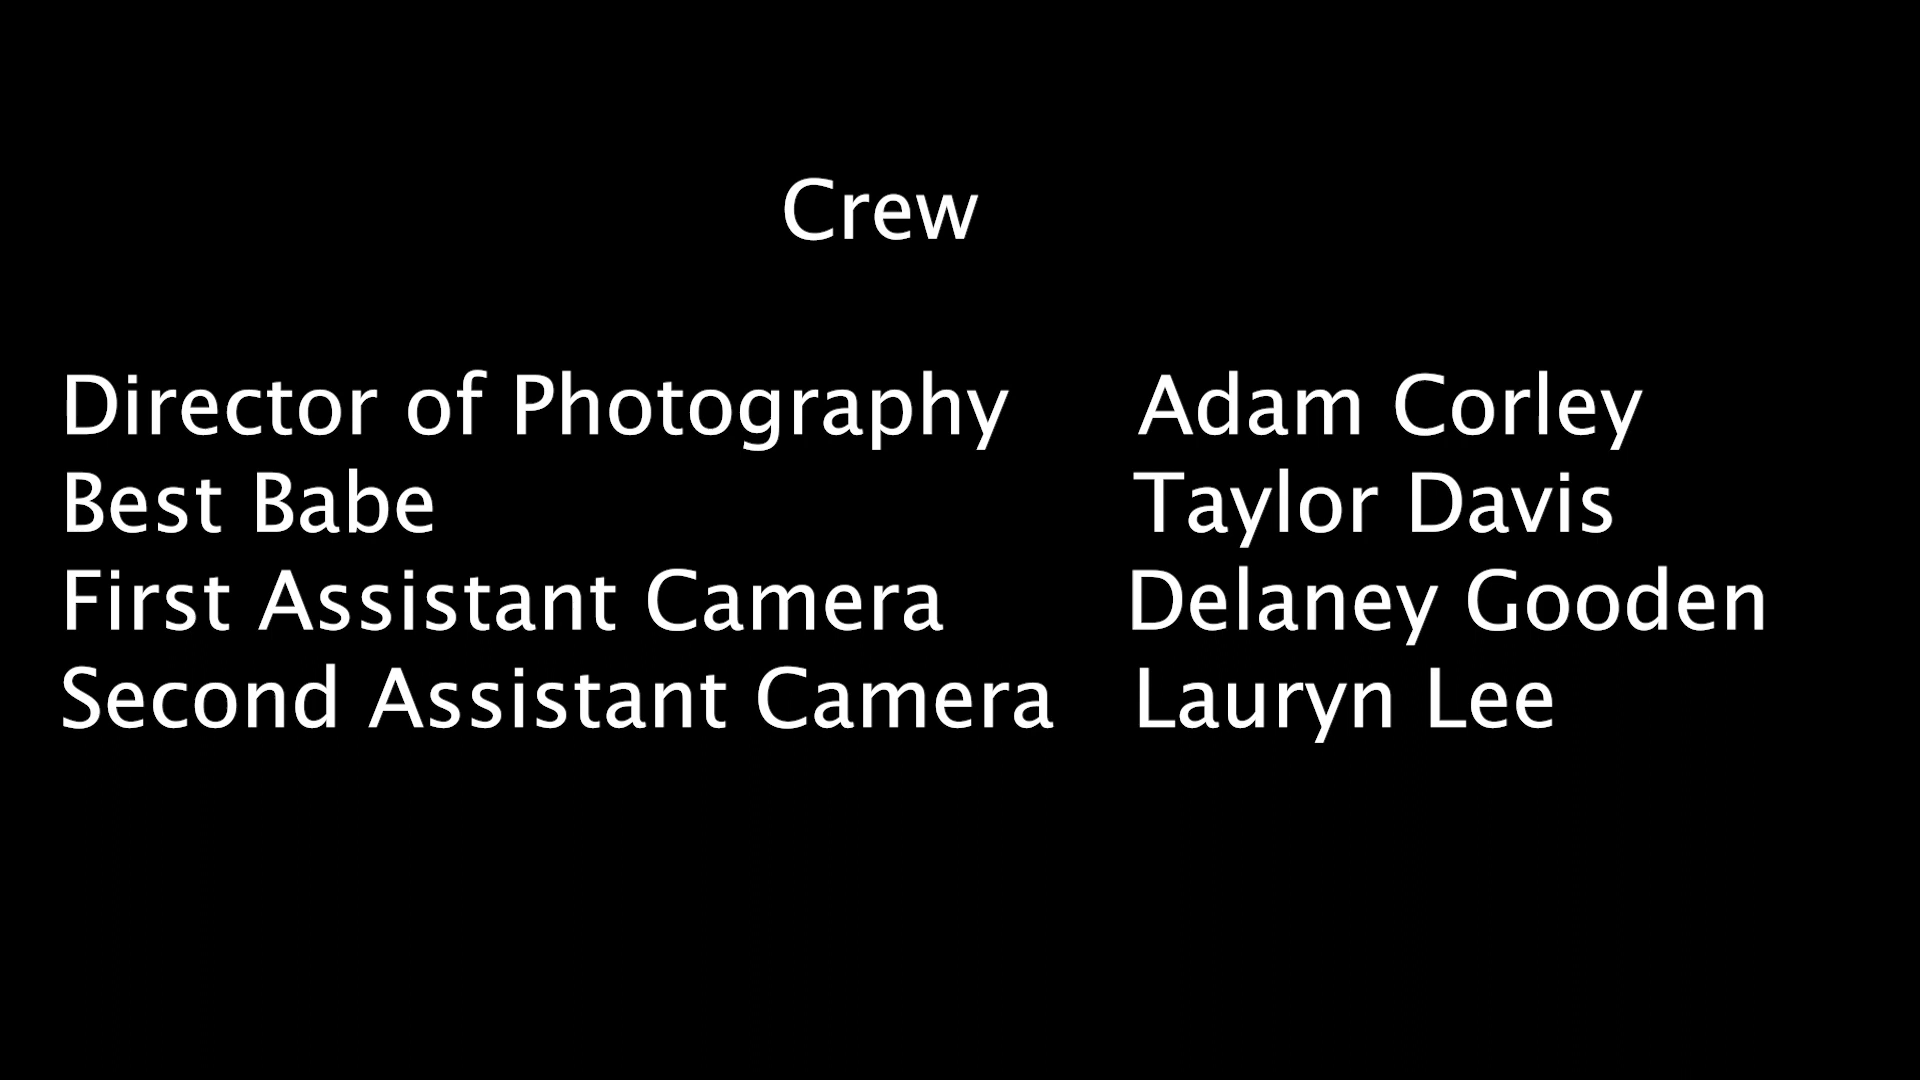 Crew
Director of Photography Adam Corley
Best Babe Taylor Davis
First Assistant Camera Delaney Gooden
Second Assistant Camera Lauryn Lee